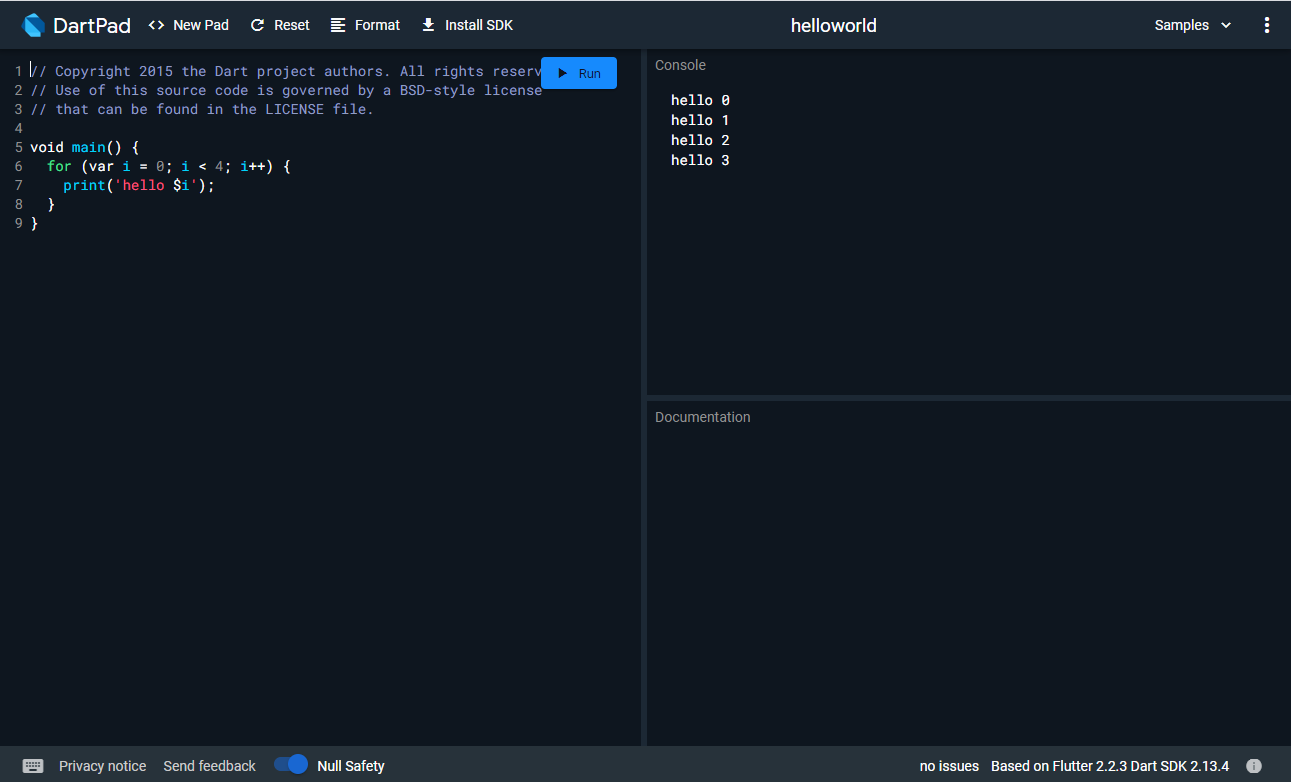 DartPad
<> New Pad
Reset
Format
Install SDK
helloworld
Samples
1 // Copyright 2015 the Dart project authors. All rights reserv
2 // Use of this source code is governed by a BSD-style license
3 // that can be found in the LICENSE file.
4
5 void main() {
6   for (var i = 0; i < 4; i++) {
7     print('hello $i');
8   }
9 }
Run
Console
hello 0
hello 1
hello 2
hello 3
Documentation
Privacy notice
Send feedback
Null Safety
no issues
Based on Flutter 2.2.3 Dart SDK 2.13.4